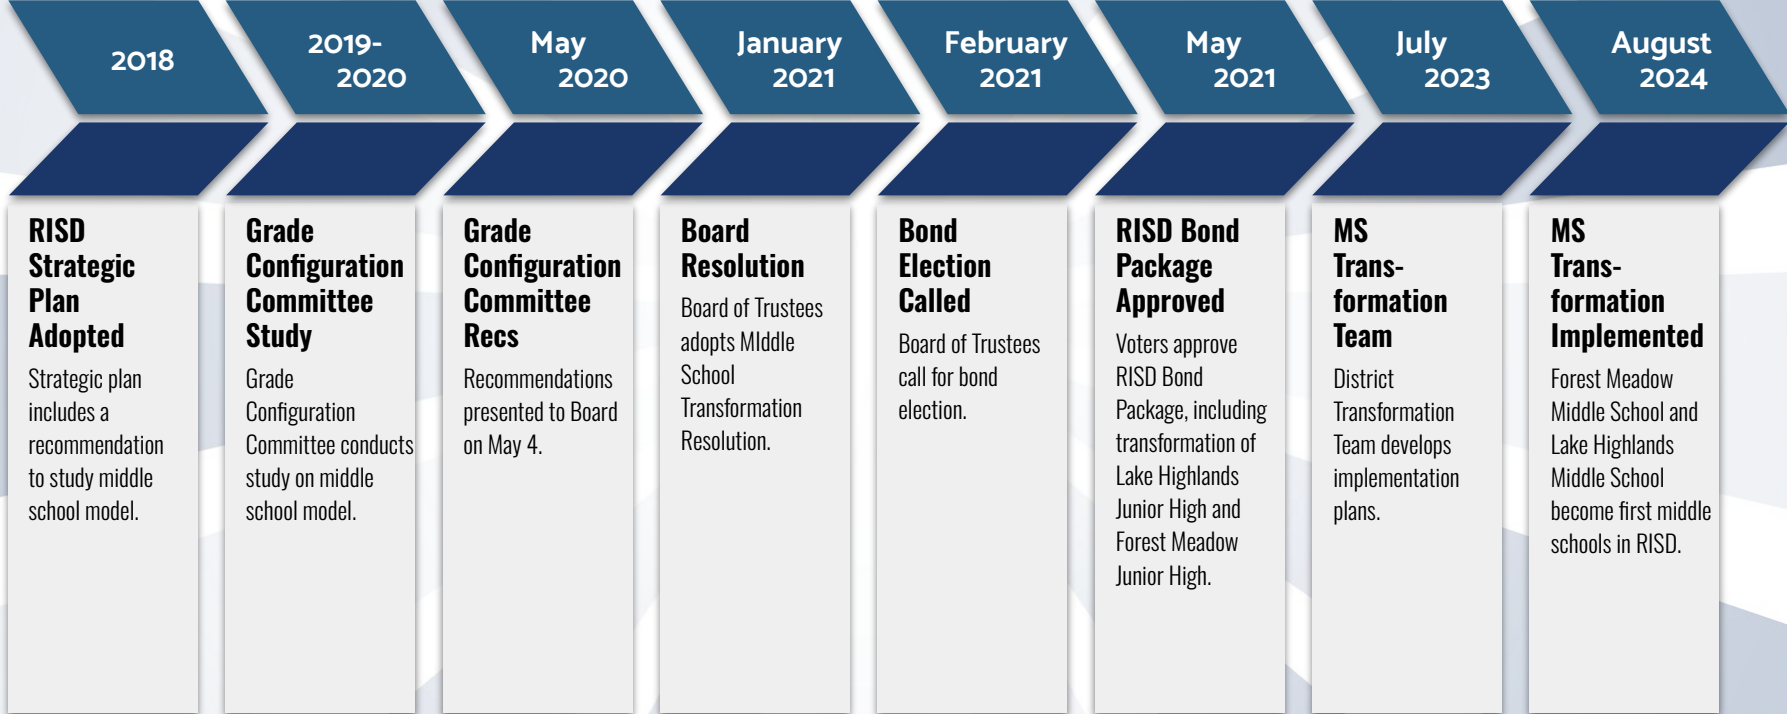 2018
RISD
Strategic
Plan
Adopted
Strategic plan
includes a
recommendation
to study middle
school model.
2019-
2020
Grade
Configuration
Committee
Study
Grade
Configuration
Committee conducts
study on middle
school model.
May
2020
Grade
Configuration
Committee
Recs
Recommendations
presented to Board
on May 4.
January
2021
Board
Resolution
Board of Trustees
adopts MIddle
School
Transformation
Resolution.
February
2021
Bond
Election
Called
Board of Trustees
call for bond
election.
May
2021
RISD Bond
Package
Approved
Voters approve
RISD Bond
Package, including
transformation of
Lake Highlands
Junior High and
Forest Meadow
Junior High.
July
2023
MS
Trans-
formation
Team
District
Transformation
Team develops
implementation
plans.
August
2024
MS
Trans-
formation
Implemented
Forest Meadow
Middle School and
Lake Highlands
Middle School
become first middle
schools in RISD.